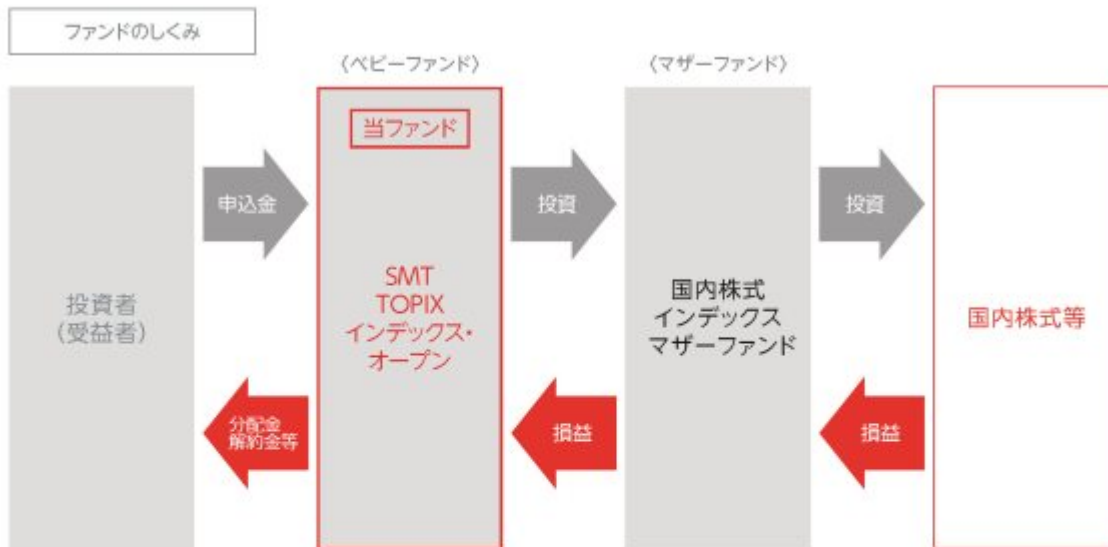 ファンドのしくみ
〈ベビーファンド〉
〈マザーファンド〉
当ファンド
申込金
投資
投資
投資者
(受益者)
SMT
TOPIX
インデックス・
オープン
国内株式
インデックス
マザーファンド
国内株式等
分配金
解約金等
損益
損益